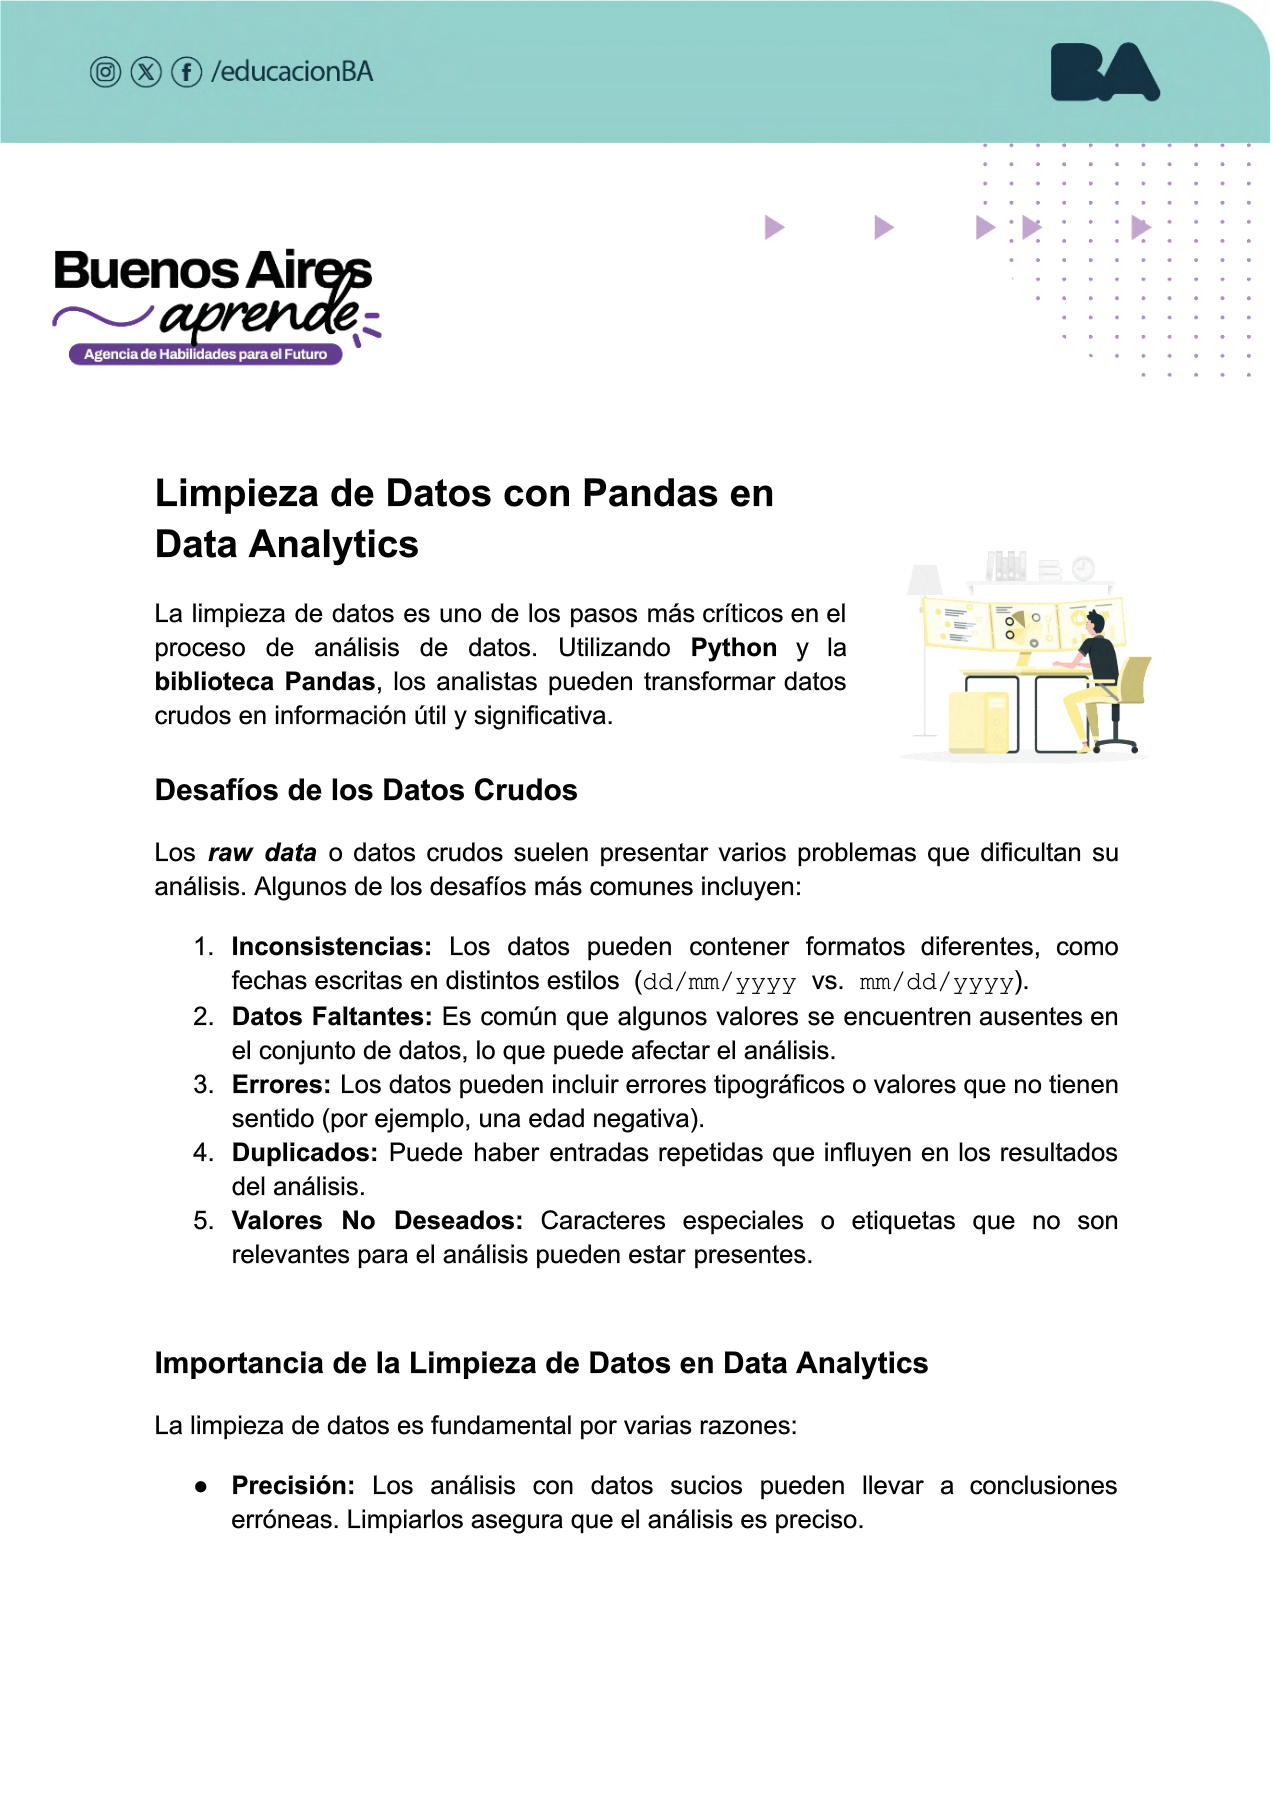 /educacionBA
BA
Buenos Aires
aprende
Agencia de Habilidades para el Futuro
Limpieza de Datos con Pandas en
Data Analytics
La limpieza de datos es uno de los pasos más críticos en el
proceso de análisis de datos. Utilizando Python y la
biblioteca Pandas, los analistas pueden transformar datos
crudos en información útil y significativa.
Desafíos de los Datos Crudos
Los raw data o datos crudos suelen presentar varios problemas que dificultan su
análisis. Algunos de los desafíos más comunes incluyen:
1. Inconsistencias: Los datos pueden contener formatos diferentes, como
fechas escritas en distintos estilos (dd/mm/yyyy vs. mm/dd/yyyy).
2. Datos Faltantes: Es común que algunos valores se encuentren ausentes en
el conjunto de datos, lo que puede afectar el análisis.
3. Errores: Los datos pueden incluir errores tipográficos o valores que no tienen
sentido (por ejemplo, una edad negativa).
4. Duplicados: Puede haber entradas repetidas que influyen en los resultados
del análisis.
5. Valores No Deseados: Caracteres especiales o etiquetas que no son
relevantes para el análisis pueden estar presentes.
Importancia de la Limpieza de Datos en Data Analytics
La limpieza de datos es fundamental por varias razones:
● Precisión: Los análisis con datos sucios pueden llevar a conclusiones
erróneas. Limpiarlos asegura que el análisis es preciso.